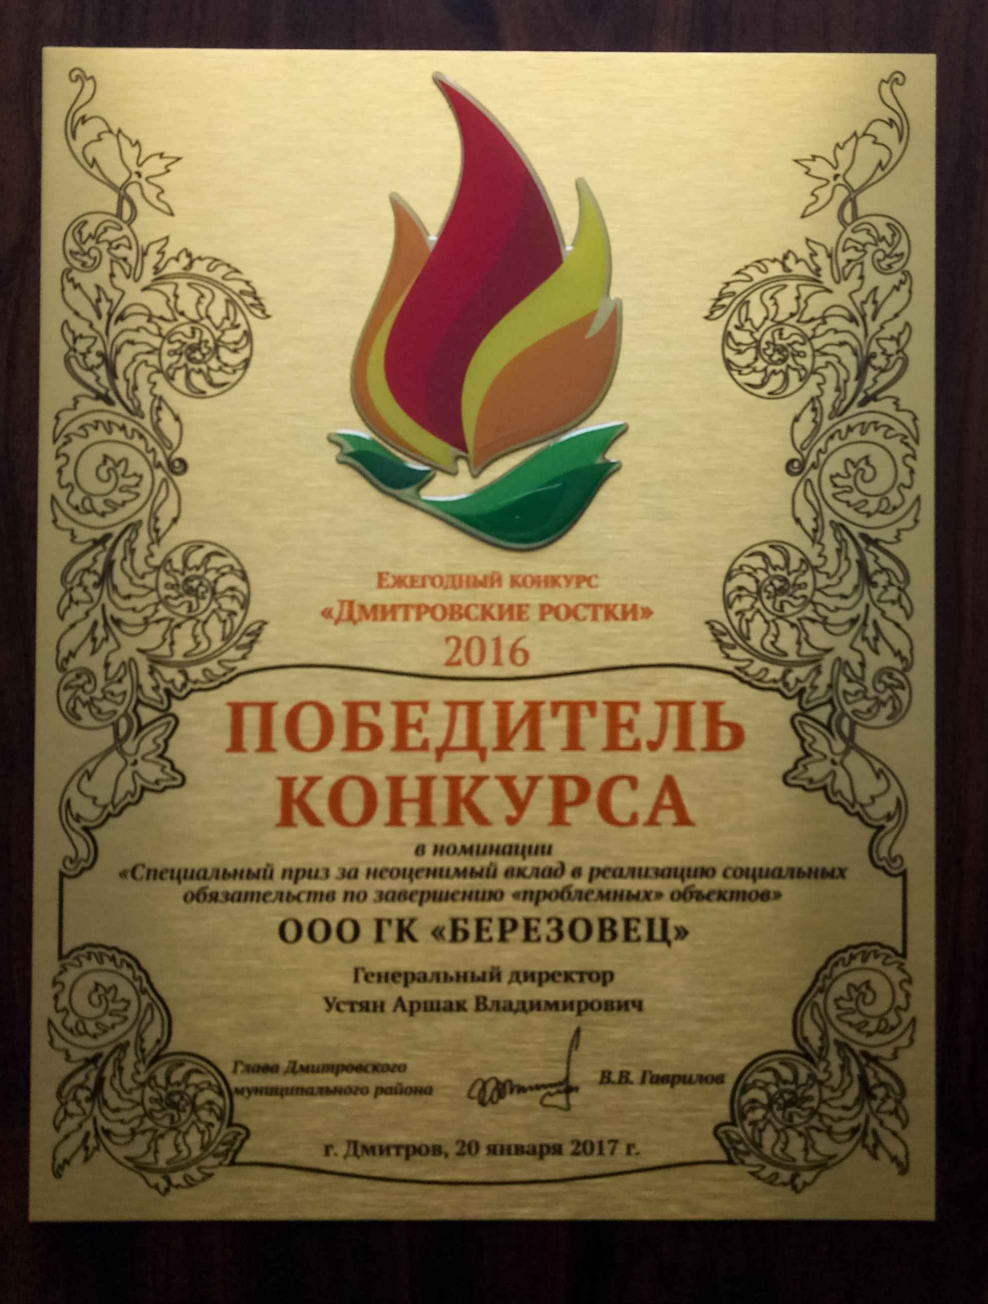 Ежегодный конкурс
«Дмитровские ростки»
2016
ПОБЕДИТЕЛЬ
КОНКУРСА
в номинации
«Специальный приз за неоценимый вклад в реализацию социальных
обязательств по завершению «проблемных» объектов»
ООО ГК «БЕРЕЗОВЕЦ»
Генеральный директор
Устян Аршак Владимирович
Глава Дмитровского
муниципального района
В.В. Гаврилов
г. Дмитров, 20 января 2017 г.